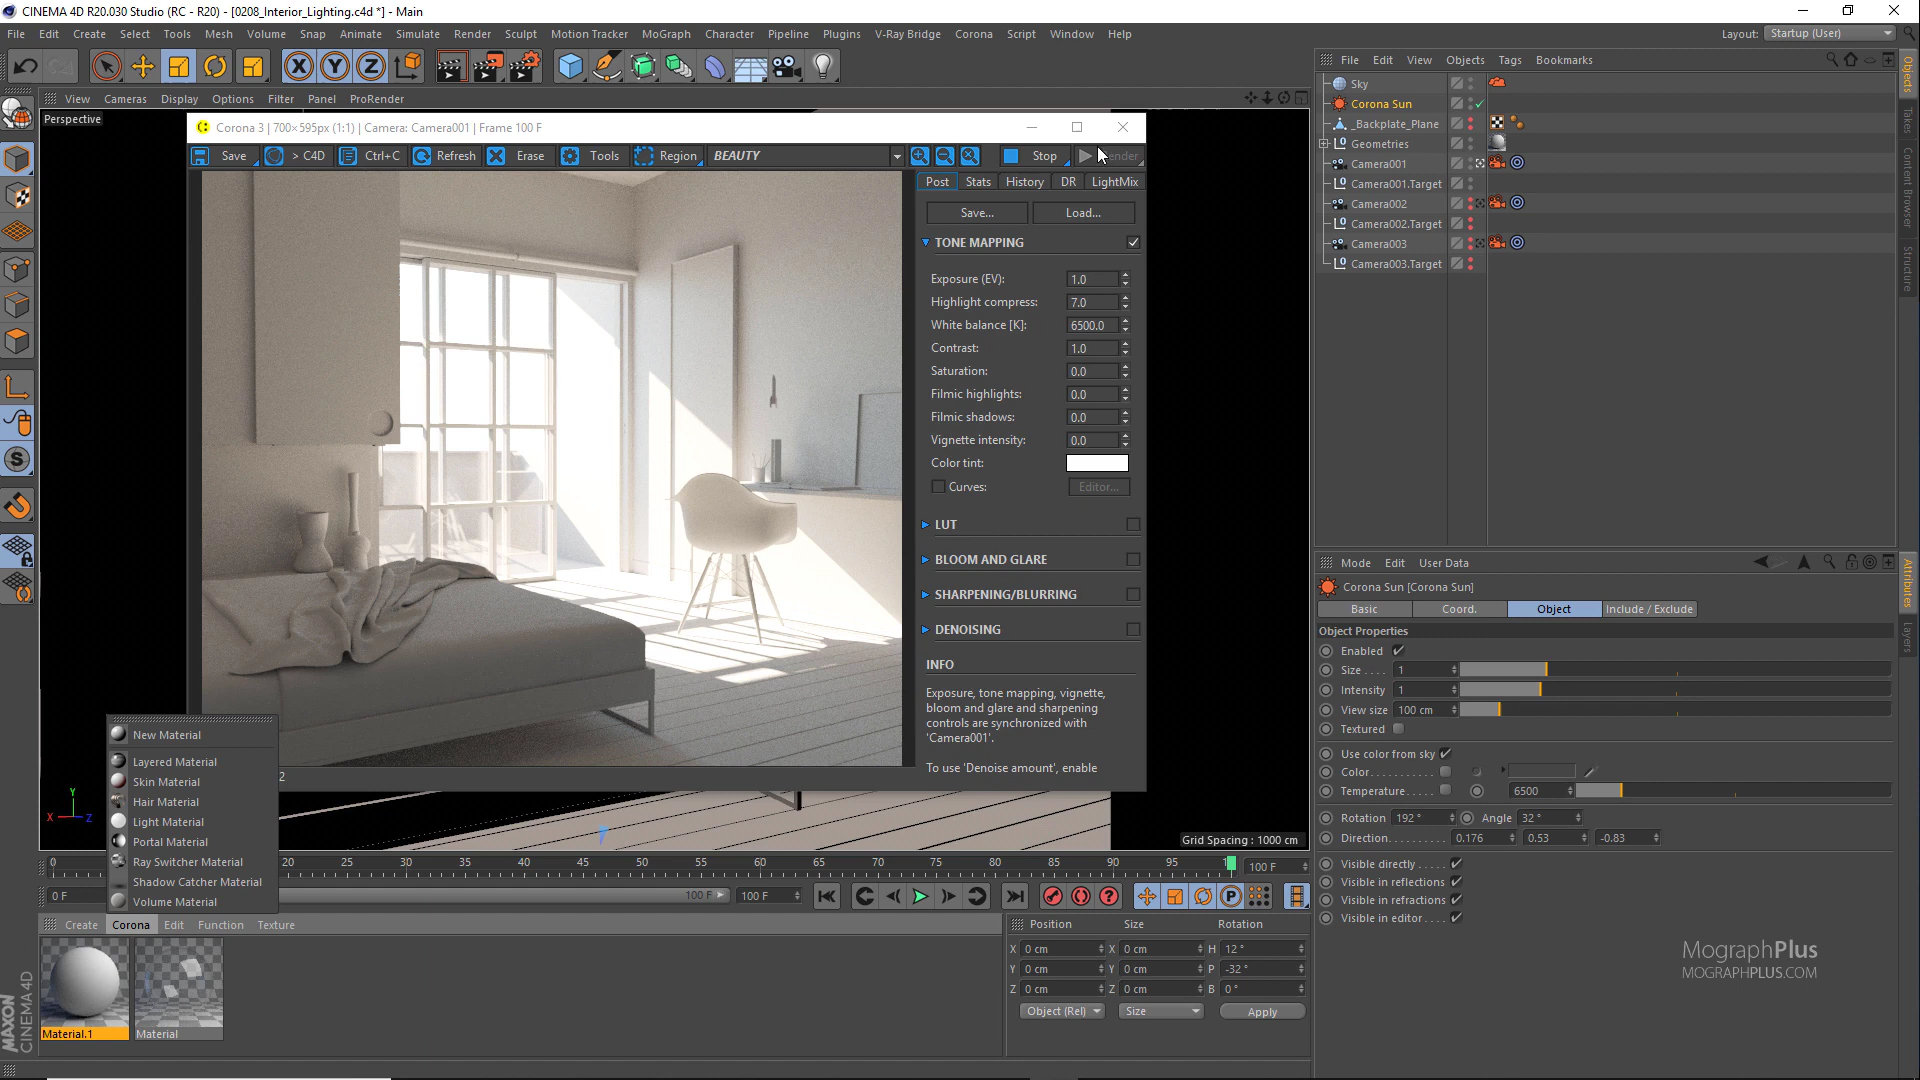 CINEMA 4D R20.030 Studio (RC - R20) - [0208_Interior_Lighting.c4d *] - Main
File Edit Create Select Tools Mesh Volume Snap Animate Simulate Render Sculpt Motion Tracker MoGraph Character Pipeline Plugins V-Ray Bridge Corona Script Window Help
Layout: Startup (User)
View Cameras Display Options Filter Panel ProRender
Perspective
Corona 3 | 700×595px (1:1) | Camera: Camera001 | Frame 100 F
Save > C4D Ctrl+C Refresh Erase Tools Region BEAUTY Stop
Post Stats History DR LightMix
Save... Load...
TONE MAPPING
Exposure (EV): 1.0
Highlight compress: 7.0
White balance [K]: 6500.0
Contrast: 1.0
Saturation: 0.0
Filmic highlights: 0.0
Filmic shadows: 0.0
Vignette intensity: 0.0
Color tint:
Curves: Editor...
LUT
BLOOM AND GLARE
SHARPENING/BLURRING
DENOISING
INFO
Exposure, tone mapping, vignette,
bloom and glare and sharpening
controls are synchronized with
'Camera001'.
To use 'Denoise amount', enable
2
New Material
Layered Material
Skin Material
Hair Material
Light Material
Portal Material
Ray Switcher Material
Shadow Catcher Material
Volume Material
Y
X Z
Grid Spacing : 1000 cm
0 20 25 30 35 40 45 50 55 60 65 70 75 80 85 90 95 100 F
0 F 100 F 100 F
Create Corona Edit Function Texture
Material.1 Material
MAXON
CINEMA 4D
Position Size Rotation
X 0 cm X 0 cm H 12 °
Y 0 cm Y 0 cm P -32 °
Z 0 cm Z 0 cm B 0 °
Object (Rel) Size Apply
File Edit View Objects Tags Bookmarks
Sky
Corona Sun
_Backplate_Plane
Geometries
Camera001
Camera001.Target
Camera002
Camera002.Target
Camera003
Camera003.Target
Objects
Takes
Content Browser
Structure
Mode Edit User Data
Corona Sun [Corona Sun]
Basic Coord. Object Include / Exclude
Object Properties
Enabled
Size . . . . 1
Intensity 1
View size 100 cm
Textured
Use color from sky
Color. . . . . . . . . . .
Temperature. . . . . 6500
Rotation 192 ° Angle 32 °
Direction. . . . . . . . . . 0.176 0.53 -0.83
Visible directly . . . . .
Visible in reflections
Visible in refractions
Visible in editor . . . .
Attributes
Layers
MographPlus
MOGRAPHPLUS.COM